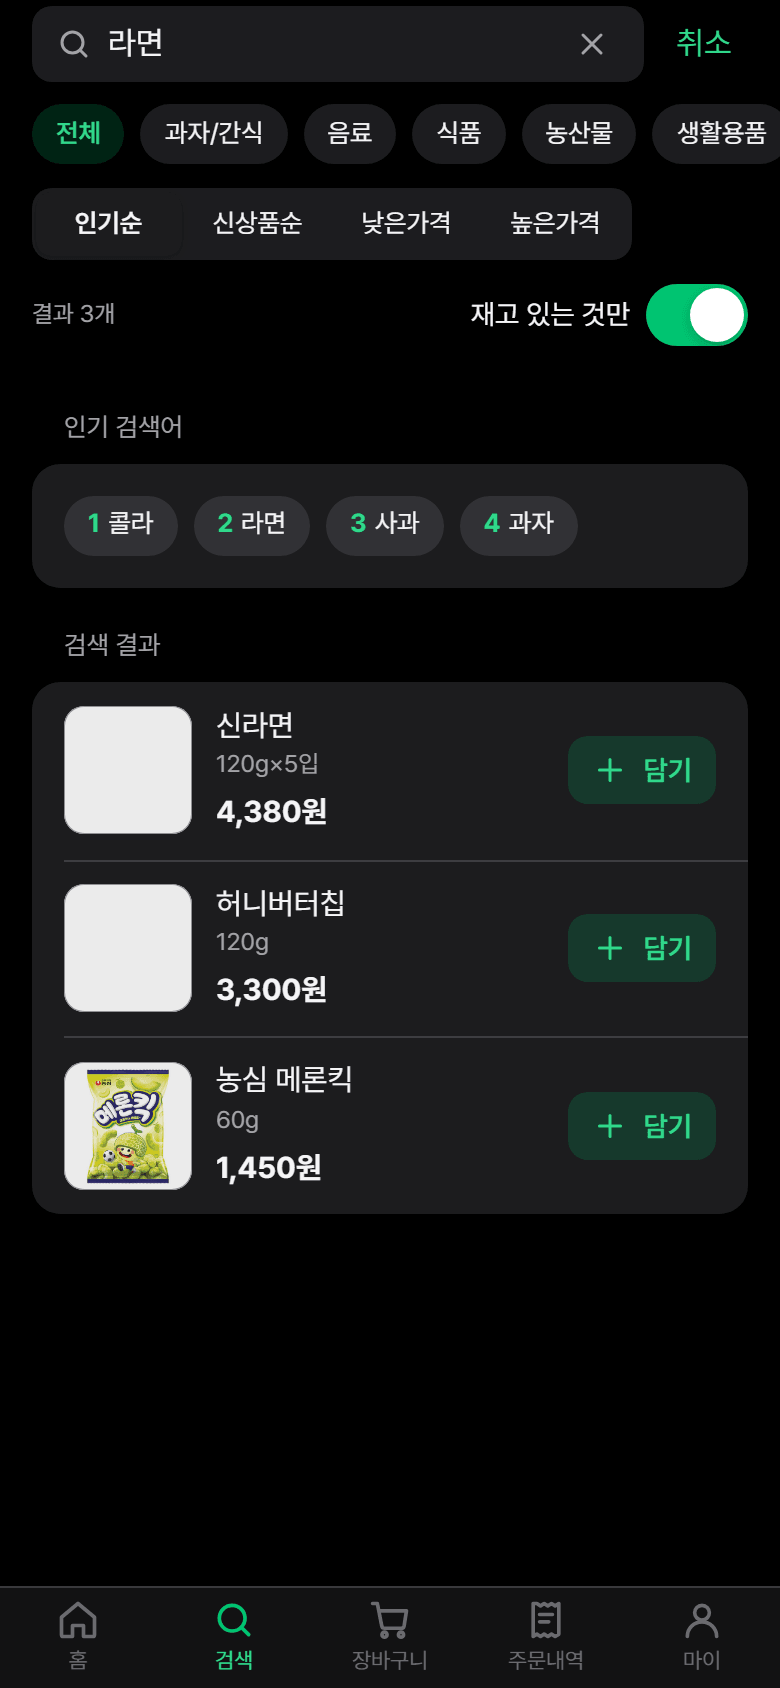 라면
취소
전체 과자/간식 음료 식품 농산물 생활용품
인기순 신상품순 낮은가격 높은가격
결과 3개 재고 있는 것만
인기 검색어
1 콜라 2 라면 3 사과 4 과자
검색 결과
신라면
120g×5입
4,380원
담기
허니버터칩
120g
3,300원
담기
메론킥
농심 메론킥
60g
1,450원
담기
홈 검색 장바구니 주문내역 마이